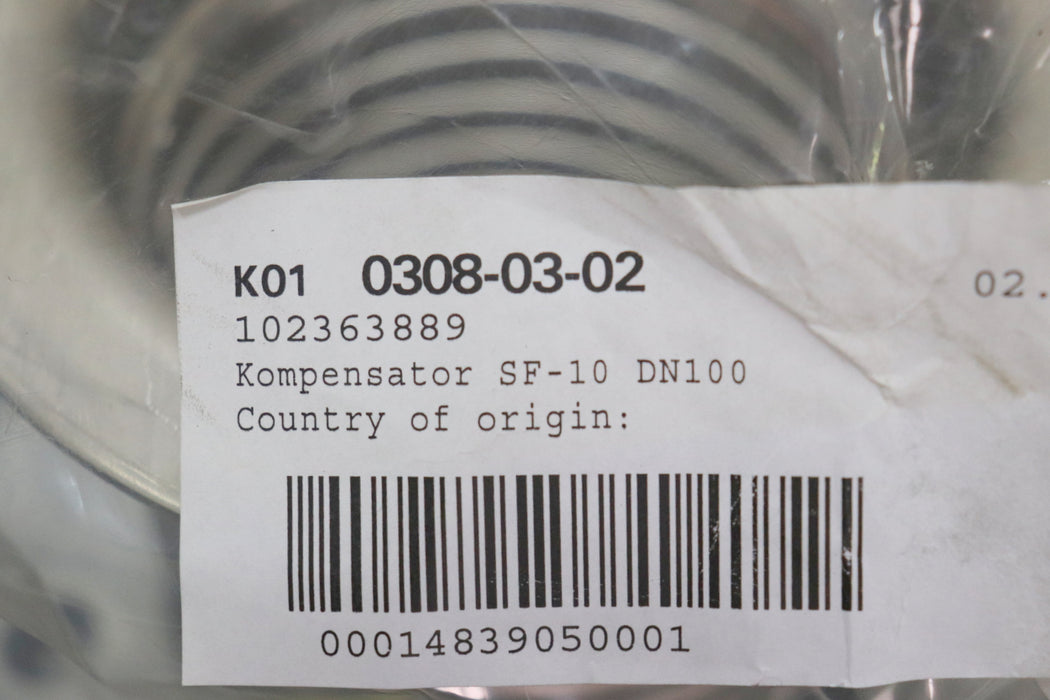 K01 0308-03-02 02.
102363889
Kompensator SF-10 DN100
Country of origin:
00014839050001